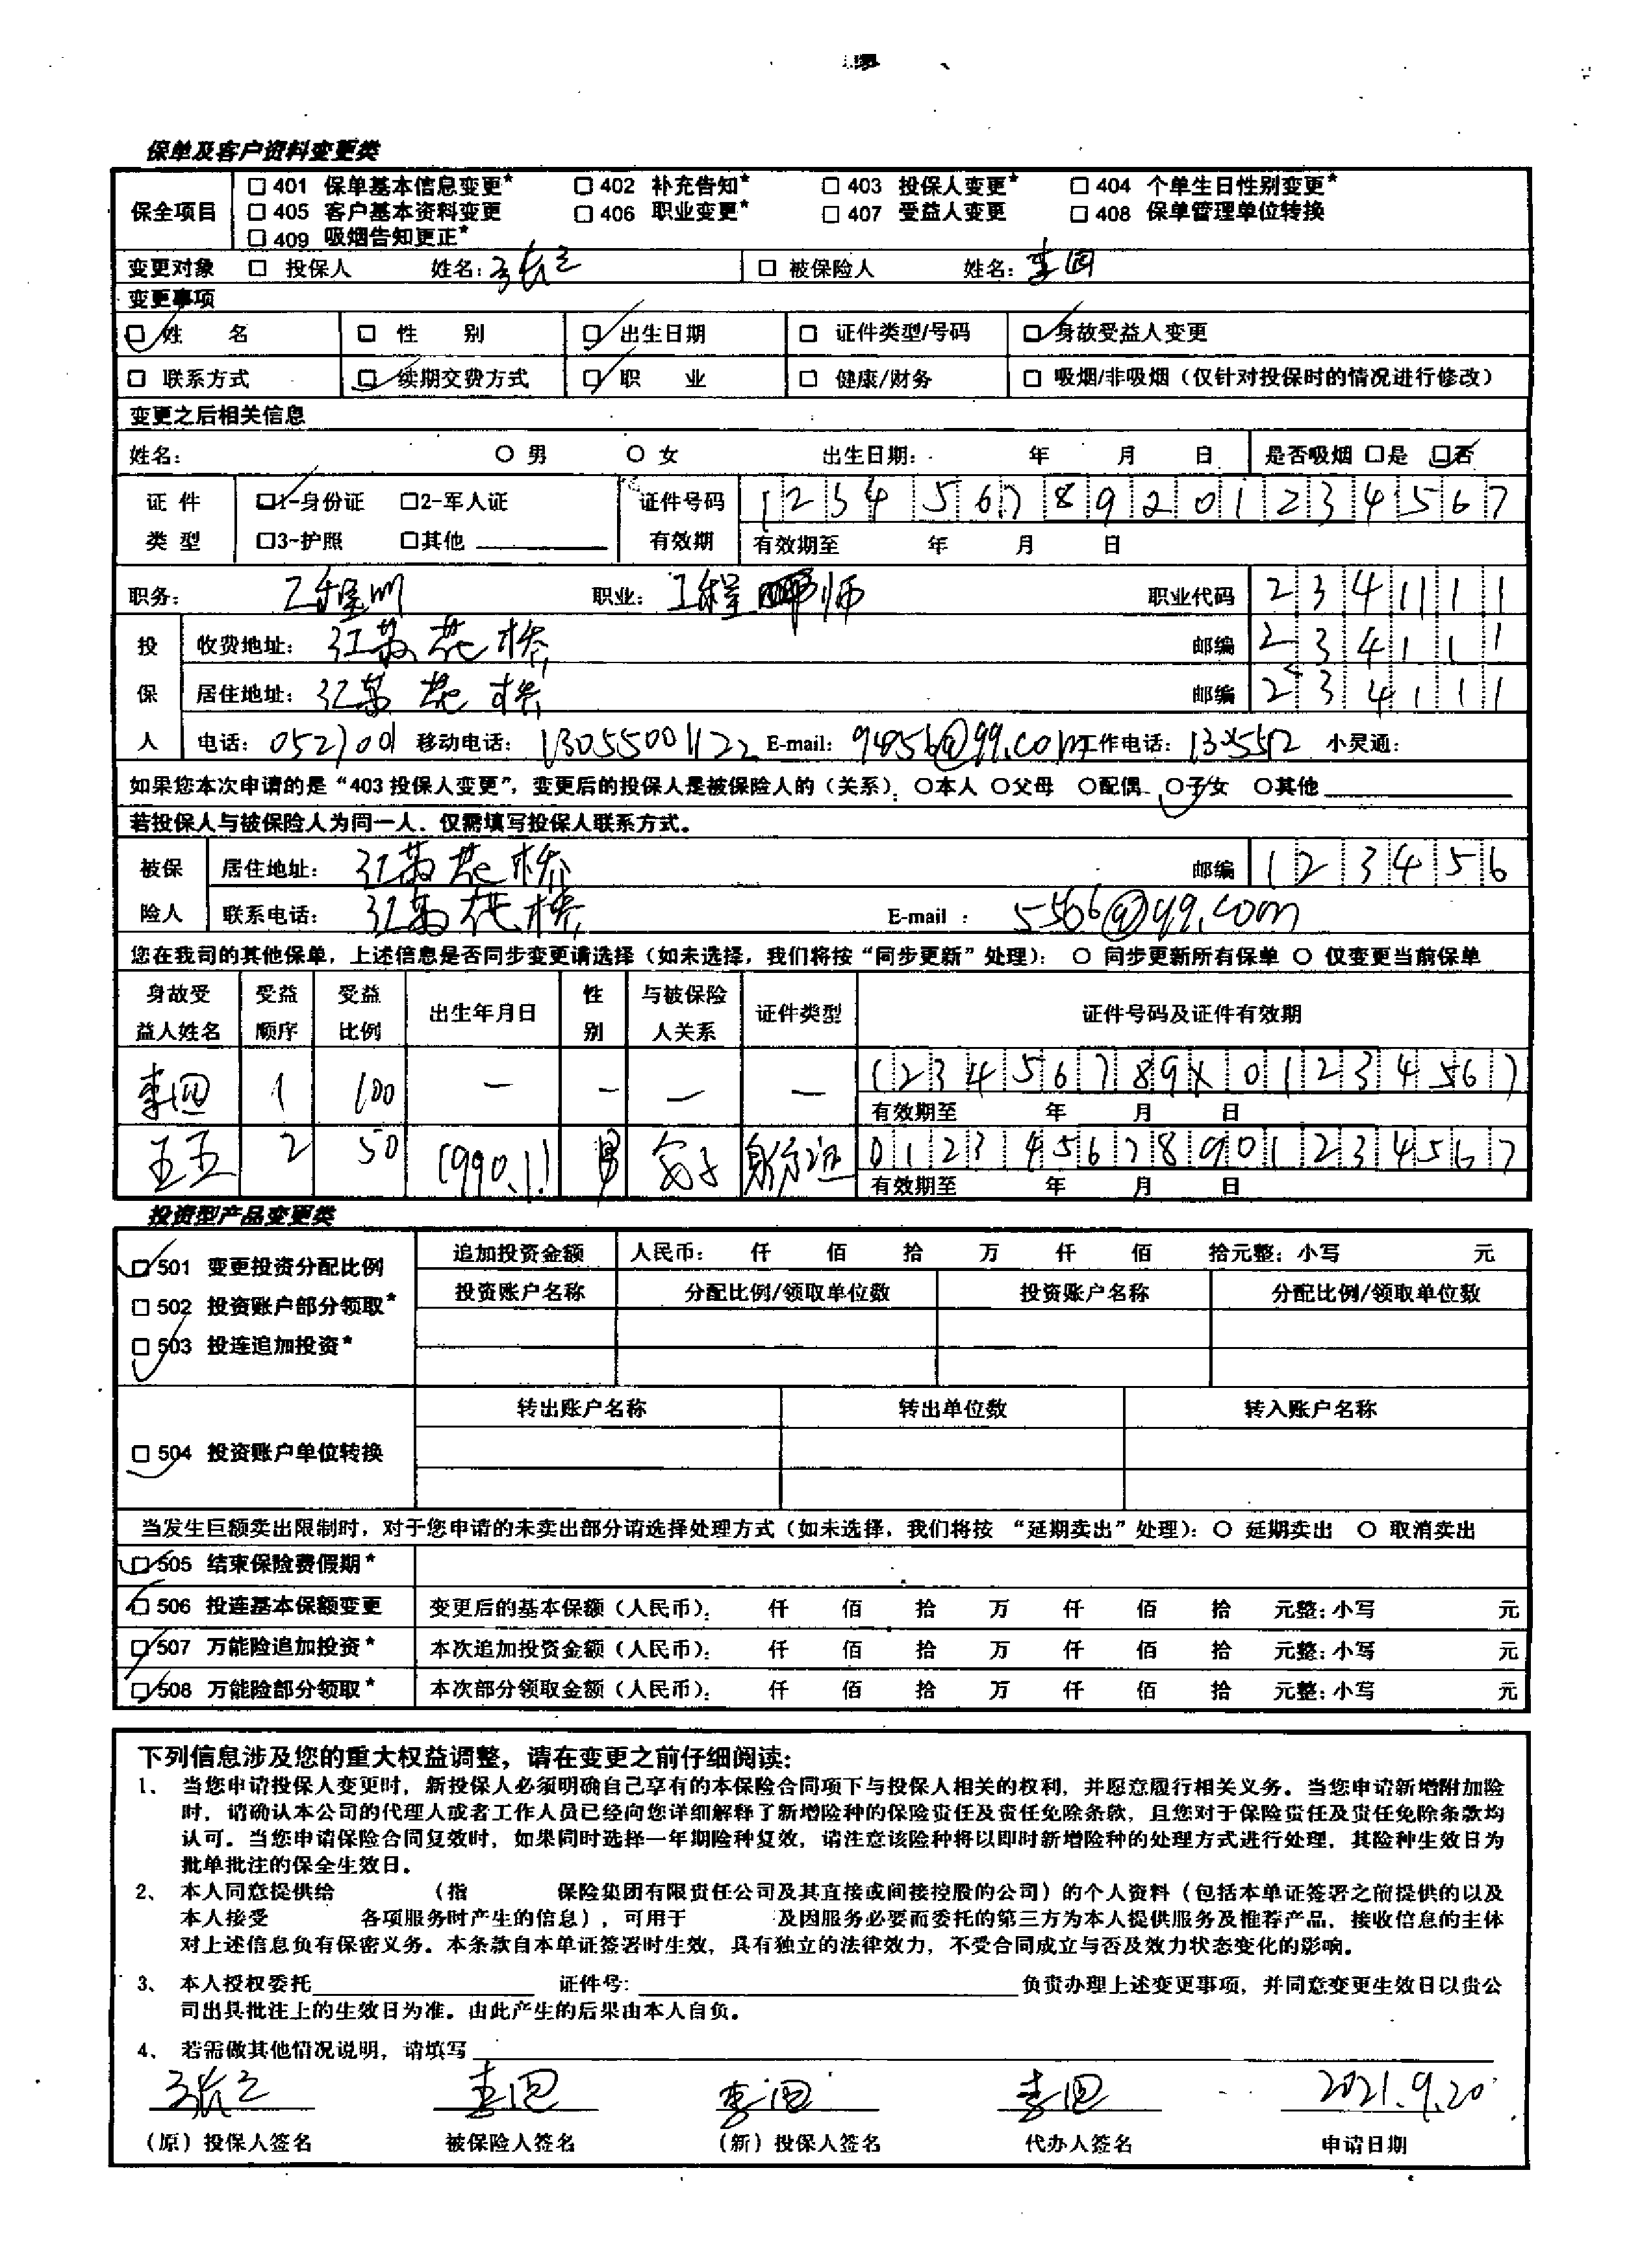 保单及客户资料变更类
保全项目
□ 401 保单基本信息变更* □ 402 补充告知* □ 403 投保人变更* □ 404 个单生日性别变更*
□ 405 客户基本资料变更 □ 406 职业变更* □ 407 受益人变更 □ 408 保单管理单位转换
□ 409 吸烟告知更正*
变更对象 □ 投保人 姓名: □ 被保险人 姓名: 李四
变更事项
□ 姓 名 □ 性 别 □ 出生日期 □ 证件类型/号码 □ 身故受益人变更
□ 联系方式 □ 续期交费方式 □ 职 业 □ 健康/财务 □ 吸烟/非吸烟（仅针对投保时的情况进行修改）
变更之后相关信息
姓名: ○ 男 ○ 女 出生日期: 年 月 日 是否吸烟 □是 □否
证件类型 □1-身份证 □2-军人证 证件号码 123456789201234567
□3-护照 □其他 有效期 有效期至 年 月 日
职务: 工程师 职业: 工程师 职业代码 234111
投保人 收费地址: 江苏花桥 邮编 234111
居住地址: 江苏花桥 邮编 234111
电话: 移动电话: 13055001122 E-mail: 工作电话: 小灵通:
如果您本次申请的是“403 投保人变更”，变更后的投保人是被保险人的（关系）: ○本人 ○父母 ○配偶 ○子女 ○其他
若投保人与被保险人为同一人，仅需填写投保人联系方式。
被保险人 居住地址: 江苏花桥 邮编 123456
联系电话: 江苏花桥 E-mail : 5566@qq.com
您在我司的其他保单，上述信息是否同步变更请选择（如未选择，我们将按“同步更新”处理）: ○ 同步更新所有保单 ○ 仅变更当前保单
身故受益人姓名 受益顺序 受益比例 出生年月日 性别 与被保险人关系 证件类型 证件号码及证件有效期
李四 1 100 — — — — 123456789X01234567
有效期至 年 月 日
王五 2 50 1990.1.1 男 身份证 012345678901234567
有效期至 年 月 日
投资型产品变更类
□ 501 变更投资分配比例 追加投资金额 人民币: 仟 佰 拾 万 仟 佰 拾元整: 小写 元
□ 502 投资账户部分领取* 投资账户名称 分配比例/领取单位数 投资账户名称 分配比例/领取单位数
□ 503 投连追加投资*
转出账户名称 转出单位数 转入账户名称
□ 504 投资账户单位转换
当发生巨额卖出限制时，对于您申请的未卖出部分请选择处理方式（如未选择，我们将按 “延期卖出” 处理）: ○ 延期卖出 ○ 取消卖出
□ 505 结束保险费假期*
□ 506 投连基本保额变更 变更后的基本保额（人民币）: 仟 佰 拾 万 仟 佰 拾 元整: 小写 元
□ 507 万能险追加投资* 本次追加投资金额（人民币）: 仟 佰 拾 万 仟 佰 拾 元整: 小写 元
□ 508 万能险部分领取* 本次部分领取金额（人民币）: 仟 佰 拾 万 仟 佰 拾 元整: 小写 元
下列信息涉及您的重大权益调整，请在变更之前仔细阅读:
1、 当您申请投保人变更时，新投保人必须明确自己享有的本保险合同项下与投保人相关的权利，并愿意履行相关义务。当您申请新增附加险
时，请确认本公司的代理人或者工作人员已经向您详细解释了新增险种的保险责任及责任免除条款，且您对于保险责任及责任免除条款均
认可。当您申请保险合同复效时，如果同时选择一年期险种复效，请注意该险种将以即时新增险种的处理方式进行处理，其险种生效日为
批单批注的保全生效日。
2、 本人同意提供给 （指 保险集团有限责任公司及其直接或间接控股的公司）的个人资料（包括本单证签署之前提供的以及
本人接受 各项服务时产生的信息），可用于 及因服务必要而委托的第三方为本人提供服务及推荐产品，接收信息的主体
对上述信息负有保密义务。本条款自本单证签署时生效，具有独立的法律效力，不受合同成立与否及效力状态变化的影响。
3、 本人授权委托 证件号: 负责办理上述变更事项，并同意变更生效日以贵公
司出具批注上的生效日为准。由此产生的后果由本人自负。
4、 若需做其他情况说明，请填写
李四 李四 李四 2021.9.20
（原）投保人签名 被保险人签名 （新）投保人签名 代办人签名 申请日期